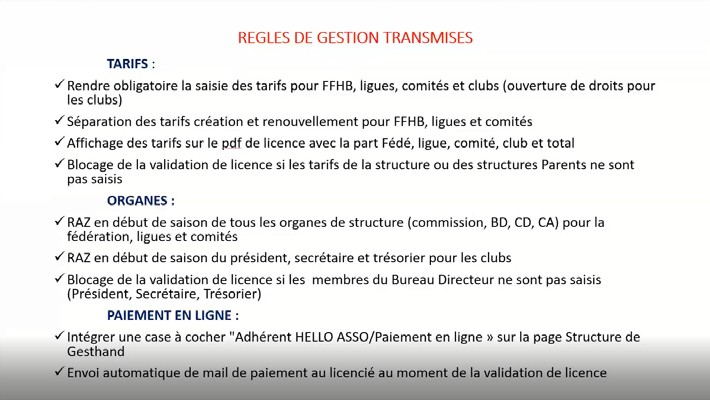 REGLES DE GESTION TRANSMISES
TARIFS :
✓ Rendre obligatoire la saisie des tarifs pour FFHB, ligues, comités et clubs (ouverture de droits pour
les clubs)
✓ Séparation des tarifs création et renouvellement pour FFHB, ligues et comités
✓ Affichage des tarifs sur le pdf de licence avec la part Fédé, ligue, comité, club et total
✓ Blocage de la validation de licence si les tarifs de la structure ou des structures Parents ne sont
pas saisis
ORGANES :
✓ RAZ en début de saison de tous les organes de structure (commission, BD, CD, CA) pour la
fédération, ligues et comités
✓ RAZ en début de saison du président, secrétaire et trésorier pour les clubs
✓ Blocage de la validation de licence si les membres du Bureau Directeur ne sont pas saisis
(Président, Secrétaire, Trésorier)
PAIEMENT EN LIGNE :
✓ Intégrer une case à cocher "Adhérent HELLO ASSO/Paiement en ligne » sur la page Structure de
Gesthand
✓ Envoi automatique de mail de paiement au licencié au moment de la validation de licence